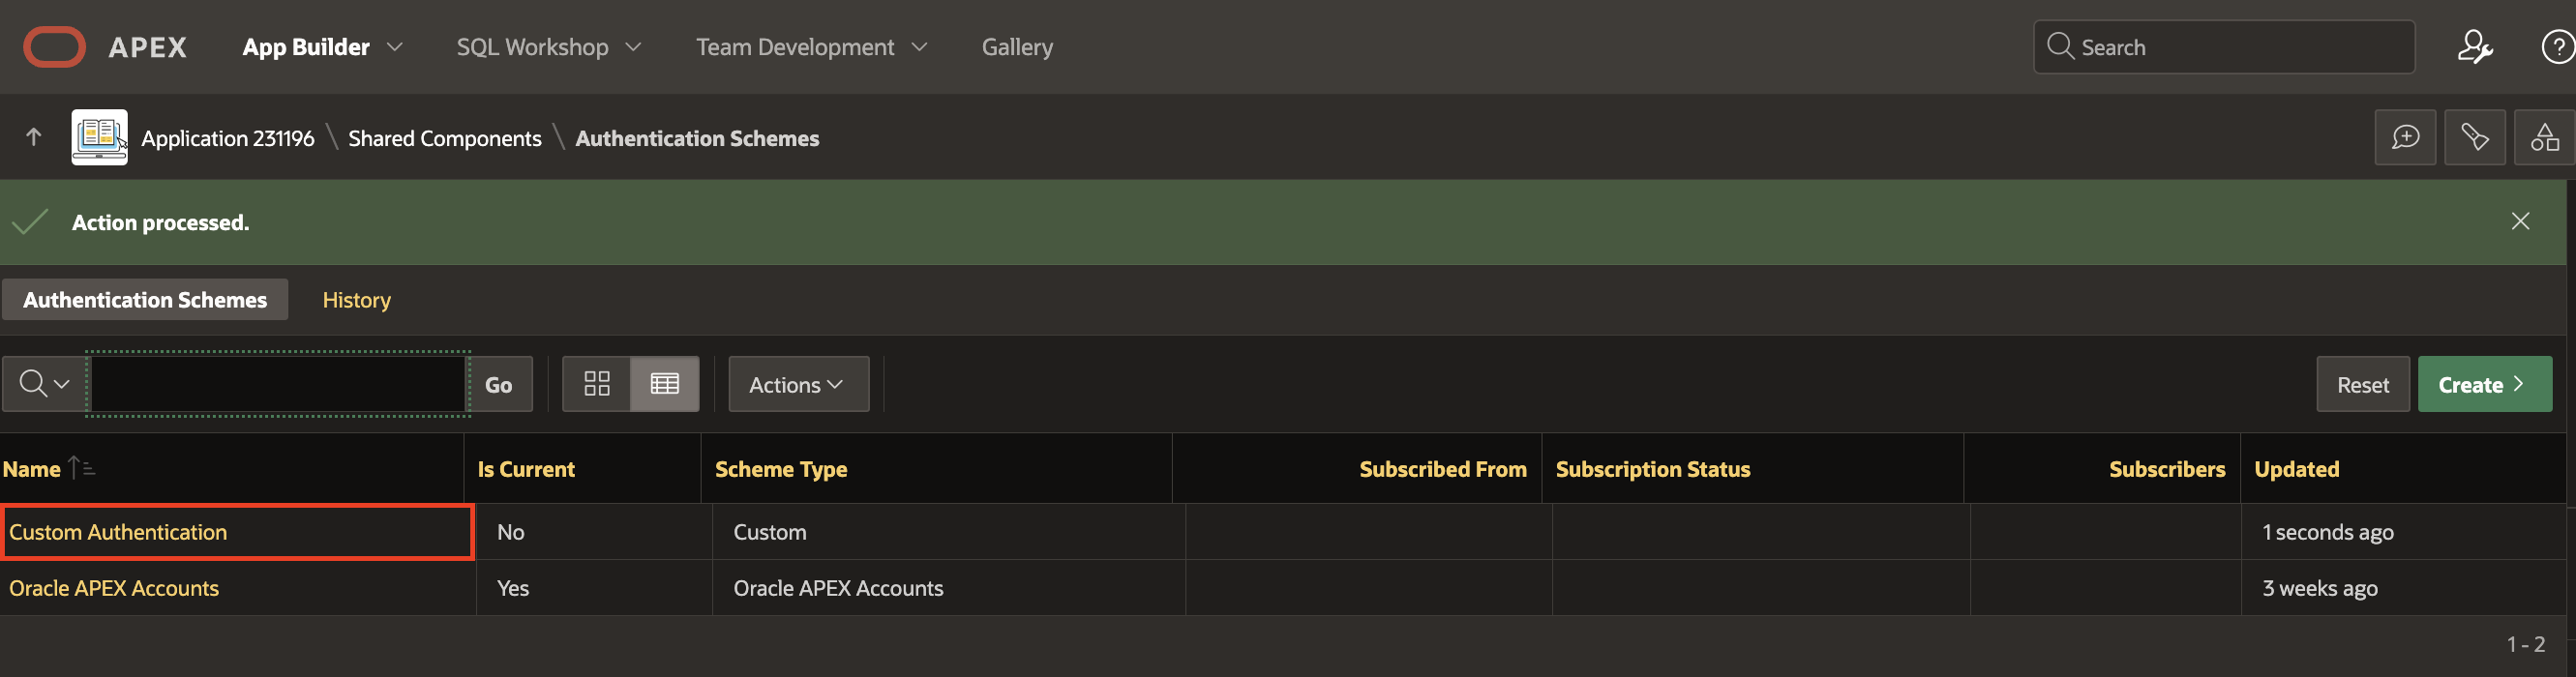 APEX App Builder SQL Workshop Team Development Gallery Search ?
Application 231196 \ Shared Components \ Authentication Schemes
Action processed.
Authentication Schemes History
Go Actions Reset Create
Name Is Current Scheme Type Subscribed From Subscription Status Subscribers Updated
Custom Authentication No Custom 1 seconds ago
Oracle APEX Accounts Yes Oracle APEX Accounts 3 weeks ago
1 - 2